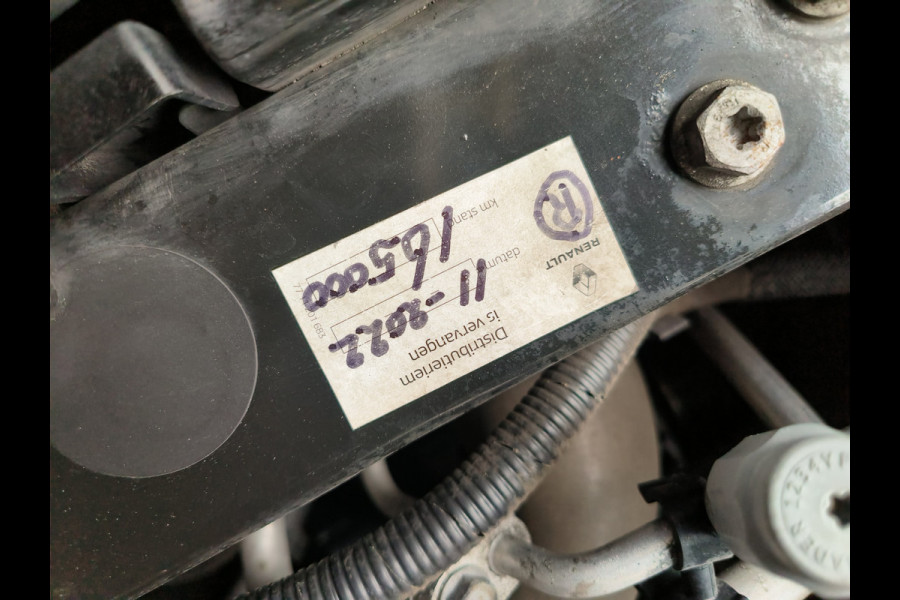 RENAULT
R
Distributieriem
is vervangen
datum
11-2022
km stand
165000